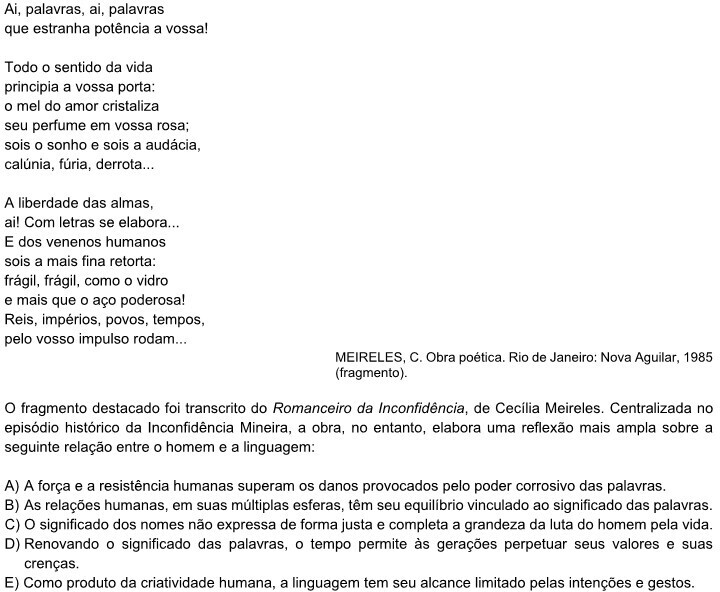 Ai, palavras, ai, palavras
que estranha potência a vossa!
Todo o sentido da vida
principia a vossa porta:
o mel do amor cristaliza
seu perfume em vossa rosa;
sois o sonho e sois a audácia,
calúnia, fúria, derrota...
A liberdade das almas,
ai! Com letras se elabora...
E dos venenos humanos
sois a mais fina retorta:
frágil, frágil, como o vidro
e mais que o aço poderosa!
Reis, impérios, povos, tempos,
pelo vosso impulso rodam...
MEIRELES, C. Obra poética. Rio de Janeiro: Nova Aguilar, 1985
(fragmento).
O fragmento destacado foi transcrito do Romanceiro da Inconfidência, de Cecília Meireles. Centralizada no
episódio histórico da Inconfidência Mineira, a obra, no entanto, elabora uma reflexão mais ampla sobre a
seguinte relação entre o homem e a linguagem:
A) A força e a resistência humanas superam os danos provocados pelo poder corrosivo das palavras.
B) As relações humanas, em suas múltiplas esferas, têm seu equilíbrio vinculado ao significado das palavras.
C) O significado dos nomes não expressa de forma justa e completa a grandeza da luta do homem pela vida.
D) Renovando o significado das palavras, o tempo permite às gerações perpetuar seus valores e suas
crenças.
E) Como produto da criatividade humana, a linguagem tem seu alcance limitado pelas intenções e gestos.